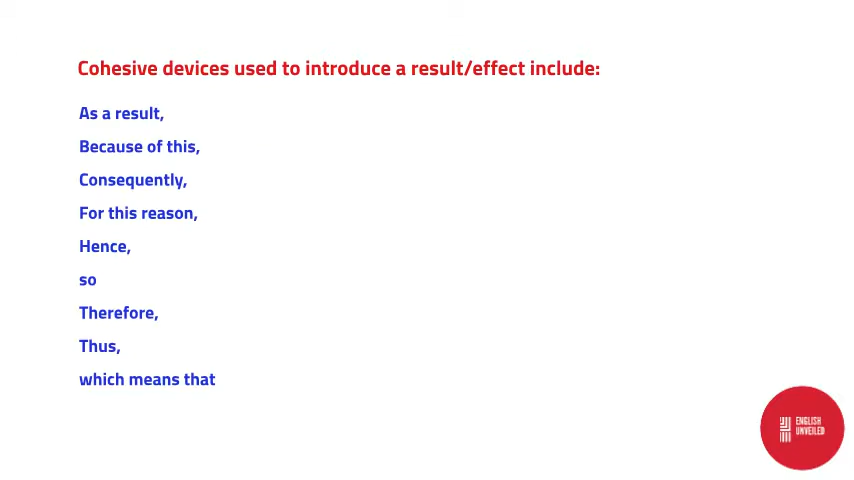 Cohesive devices used to introduce a result/effect include:
As a result,
Because of this,
Consequently,
For this reason,
Hence,
so
Therefore,
Thus,
which means that
ENGLISH
UNVEILED